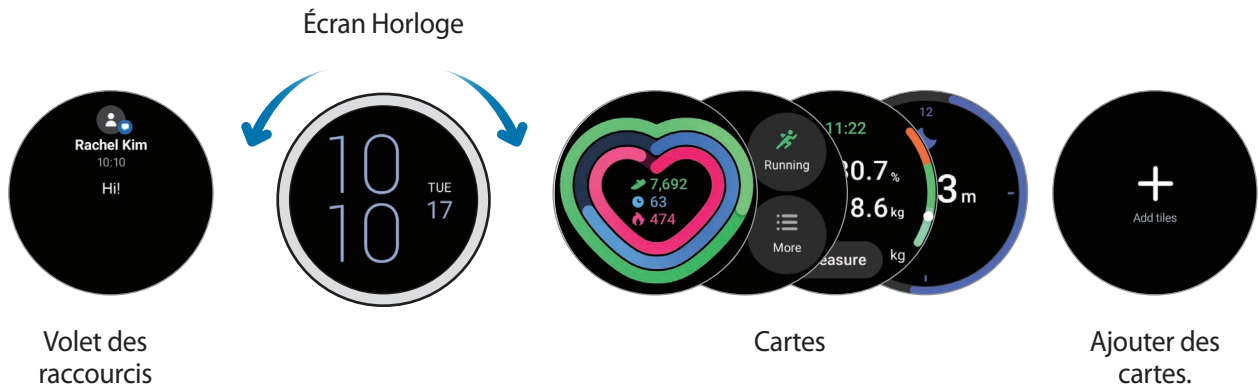 Écran Horloge
Rachel Kim
10:10
Hi!
10
10
TUE
17
7,692
63
474
Running
More
11:22
30.7 %
8.6 kg
easure
kg
12
3 m
Add tiles
Volet des
raccourcis
Cartes
Ajouter des
cartes.